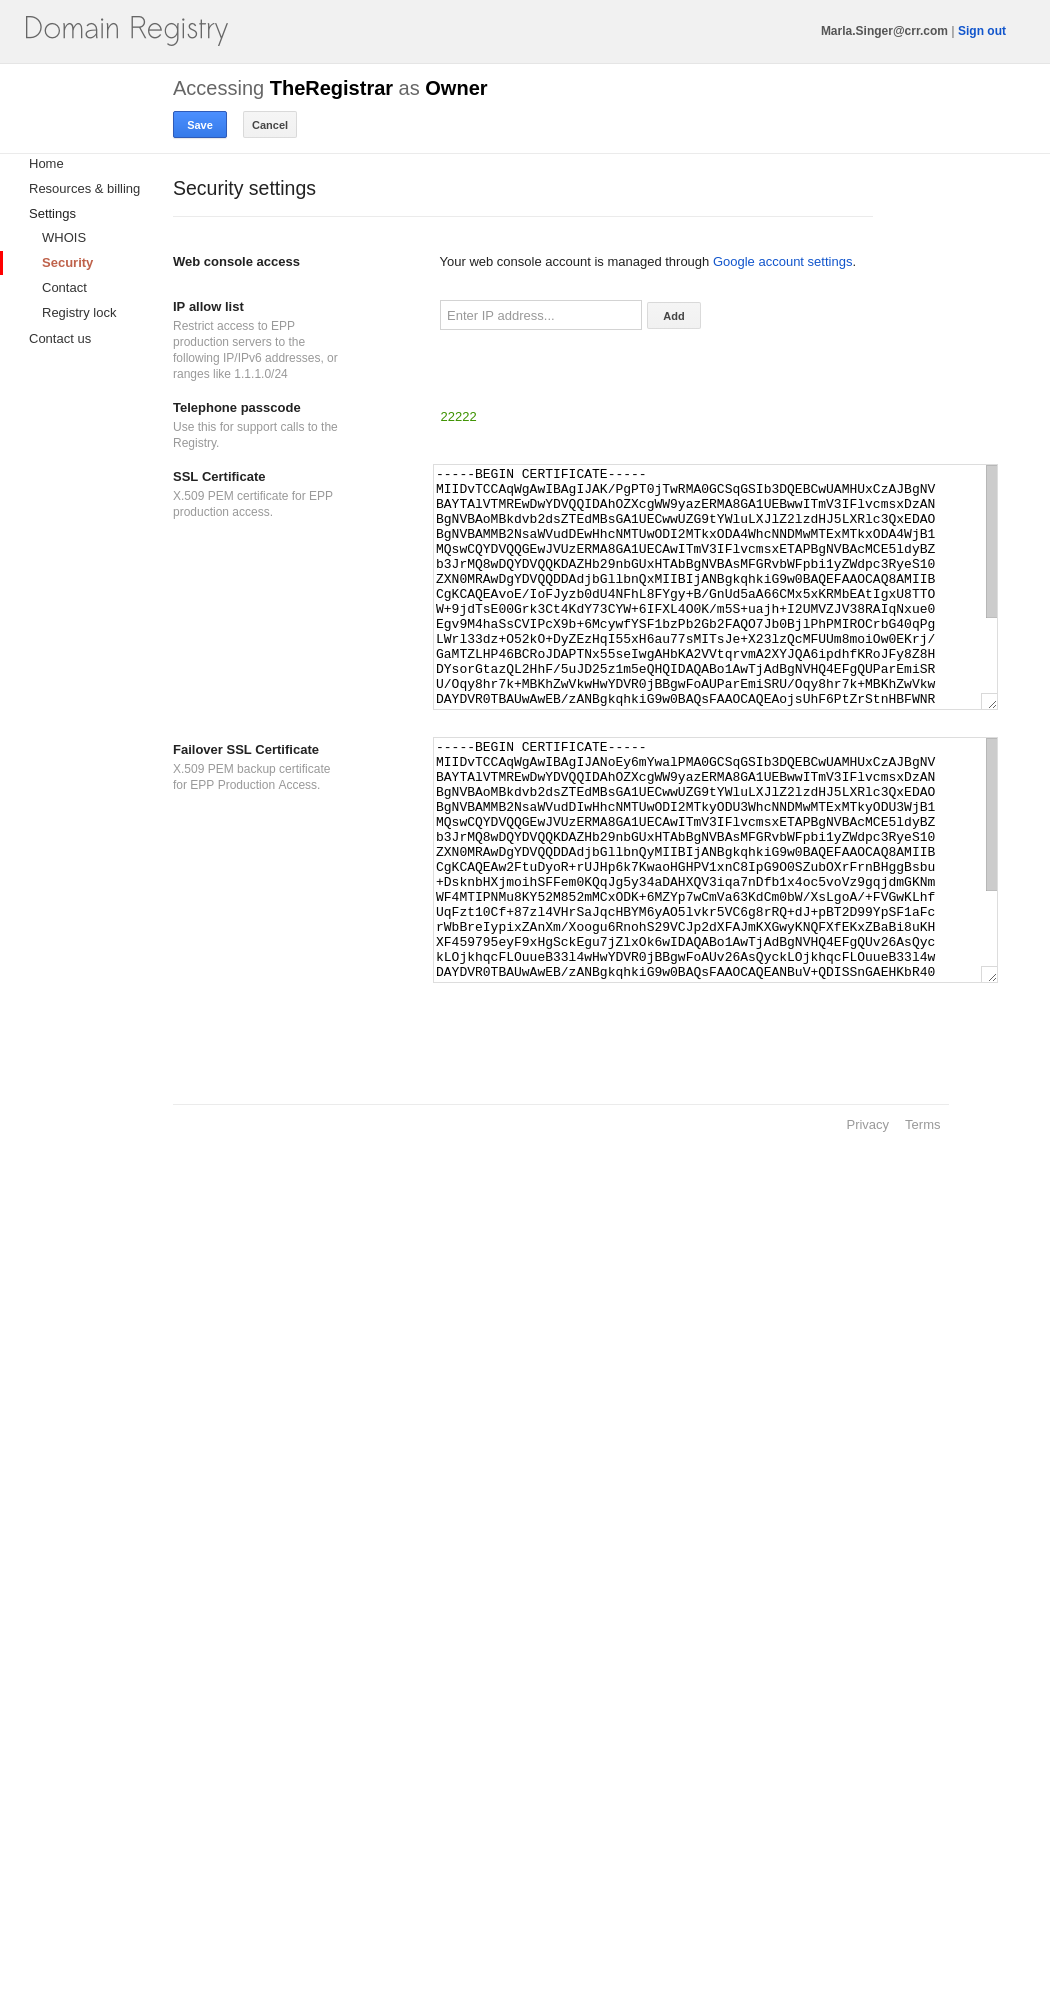 Domain Registry
Marla.Singer@crr.com | Sign out
Accessing TheRegistrar as Owner
Save Cancel
Home
Resources & billing
Settings
WHOIS
Security
Contact
Registry lock
Contact us
Security settings
Web console access
Your web console account is managed through Google account settings.
IP allow list
Restrict access to EPP
production servers to the
following IP/IPv6 addresses, or
ranges like 1.1.1.0/24
Enter IP address...
Add
Telephone passcode
Use this for support calls to the
Registry.
22222
SSL Certificate
X.509 PEM certificate for EPP
production access.
-----BEGIN CERTIFICATE-----
MIIDvTCCAqWgAwIBAgIJAK/PgPT0jTwRMA0GCSqGSIb3DQEBCwUAMHUxCzAJBgNV
BAYTAlVTMREwDwYDVQQIDAhOZXcgWW9yazERMA8GA1UEBwwITmV3IFlvcmsxDzAN
BgNVBAoMBkdvb2dsZTEdMBsGA1UECwwUZG9tYWluLXJlZ2lzdHJ5LXRlc3QxEDAO
BgNVBAMMB2NsaWVudDEwHhcNMTUwODI2MTkxODA4WhcNNDMwMTExMTkxODA4WjB1
MQswCQYDVQQGEwJVUzERMA8GA1UECAwITmV3IFlvcmsxETAPBgNVBAcMCE5ldyBZ
b3JrMQ8wDQYDVQQKDAZHb29nbGUxHTAbBgNVBAsMFGRvbWFpbi1yZWdpc3RyeS10
ZXN0MRAwDgYDVQQDDAdjbGllbnQxMIIBIjANBgkqhkiG9w0BAQEFAAOCAQ8AMIIB
CgKCAQEAvoE/IoFJyzb0dU4NFhL8FYgy+B/GnUd5aA66CMx5xKRMbEAtIgxU8TTO
W+9jdTsE00Grk3Ct4KdY73CYW+6IFXL4O0K/m5S+uajh+I2UMVZJV38RAIqNxue0
Egv9M4haSsCVIPcX9b+6McywfYSF1bzPb2Gb2FAQO7Jb0BjlPhPMIROCrbG40qPg
LWrl33dz+O52kO+DyZEzHqI55xH6au77sMITsJe+X23lzQcMFUUm8moiOw0EKrj/
GaMTZLHP46BCRoJDAPTNx55seIwgAHbKA2VVtqrvmA2XYJQA6ipdhfKRoJFy8Z8H
DYsorGtazQL2HhF/5uJD25z1m5eQHQIDAQABo1AwTjAdBgNVHQ4EFgQUParEmiSR
U/Oqy8hr7k+MBKhZwVkwHwYDVR0jBBgwFoAUParEmiSRU/Oqy8hr7k+MBKhZwVkw
DAYDVR0TBAUwAwEB/zANBgkqhkiG9w0BAQsFAAOCAQEAojsUhF6PtZrStnHBFWNR
Failover SSL Certificate
X.509 PEM backup certificate
for EPP Production Access.
-----BEGIN CERTIFICATE-----
MIIDvTCCAqWgAwIBAgIJANoEy6mYwalPMA0GCSqGSIb3DQEBCwUAMHUxCzAJBgNV
BAYTAlVTMREwDwYDVQQIDAhOZXcgWW9yazERMA8GA1UEBwwITmV3IFlvcmsxDzAN
BgNVBAoMBkdvb2dsZTEdMBsGA1UECwwUZG9tYWluLXJlZ2lzdHJ5LXRlc3QxEDAO
BgNVBAMMB2NsaWVudDIwHhcNMTUwODI2MTkyODU3WhcNNDMwMTExMTkyODU3WjB1
MQswCQYDVQQGEwJVUzERMA8GA1UECAwITmV3IFlvcmsxETAPBgNVBAcMCE5ldyBZ
b3JrMQ8wDQYDVQQKDAZHb29nbGUxHTAbBgNVBAsMFGRvbWFpbi1yZWdpc3RyeS10
ZXN0MRAwDgYDVQQDDAdjbGllbnQyMIIBIjANBgkqhkiG9w0BAQEFAAOCAQ8AMIIB
CgKCAQEAw2FtuDyoR+rUJHp6k7KwaoHGHPV1xnC8IpG9O0SZubOXrFrnBHggBsbu
+DsknbHXjmoihSFFem0KQqJg5y34aDAHXQV3iqa7nDfb1x4oc5voVz9gqjdmGKNm
WF4MTIPNMu8KY52M852mMCxODK+6MZYp7wCmVa63KdCm0bW/XsLgoA/+FVGwKLhf
UqFzt10Cf+87zl4VHrSaJqcHBYM6yAO5lvkr5VC6g8rRQ+dJ+pBT2D99YpSF1aFc
rWbBreIypixZAnXm/Xoogu6RnohS29VCJp2dXFAJmKXGwyKNQFXfEKxZBaBi8uKH
XF459795eyF9xHgSckEgu7jZlxOk6wIDAQABo1AwTjAdBgNVHQ4EFgQUv26AsQyc
kLOjkhqcFLOuueB33l4wHwYDVR0jBBgwFoAUv26AsQyckLOjkhqcFLOuueB33l4w
DAYDVR0TBAUwAwEB/zANBgkqhkiG9w0BAQsFAAOCAQEANBuV+QDISSnGAEHKbR40
Privacy Terms